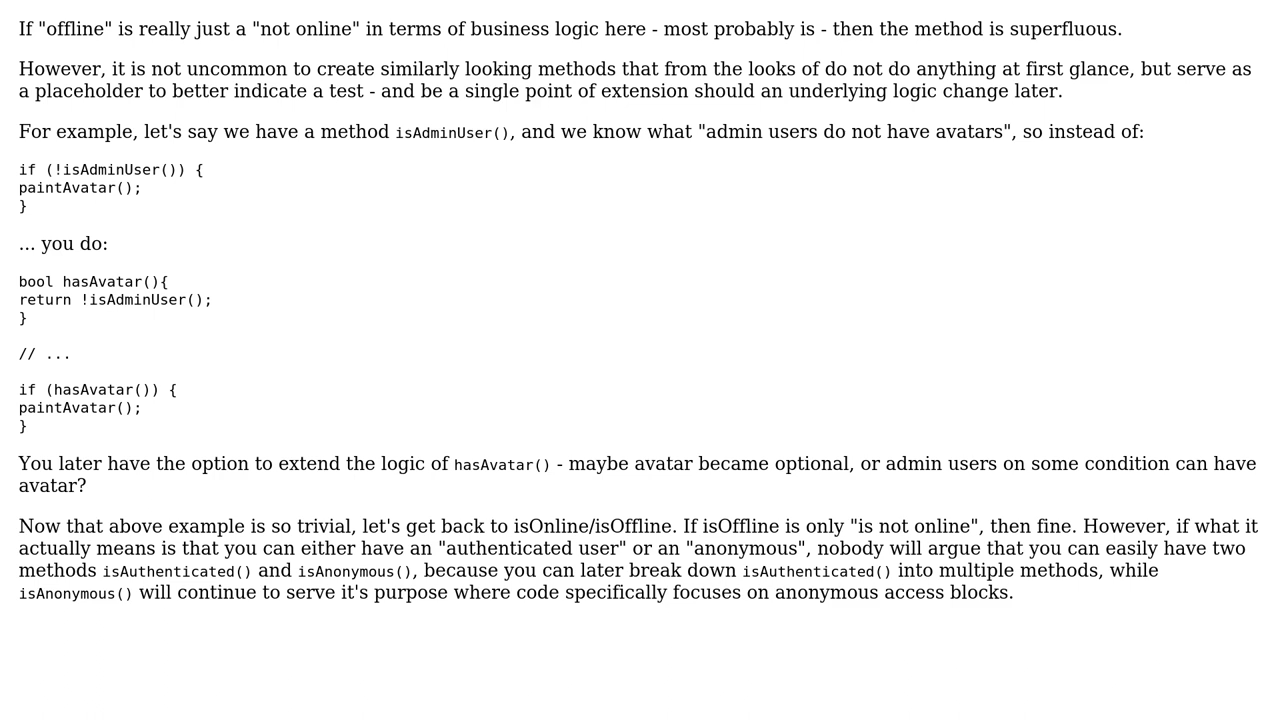 If "offline" is really just a "not online" in terms of business logic here - most probably is - then the method is superfluous.
However, it is not uncommon to create similarly looking methods that from the looks of do not do anything at first glance, but serve as
a placeholder to better indicate a test - and be a single point of extension should an underlying logic change later.
For example, let's say we have a method isAdminUser(), and we know what "admin users do not have avatars", so instead of:
if (!isAdminUser()) {
paintAvatar();
}
... you do:
bool hasAvatar(){
return !isAdminUser();
}
// ...
if (hasAvatar()) {
paintAvatar();
}
You later have the option to extend the logic of hasAvatar() - maybe avatar became optional, or admin users on some condition can have
avatar?
Now that above example is so trivial, let's get back to isOnline/isOffline. If isOffline is only "is not online", then fine. However, if what it
actually means is that you can either have an "authenticated user" or an "anonymous", nobody will argue that you can easily have two
methods isAuthenticated() and isAnonymous(), because you can later break down isAuthenticated() into multiple methods, while
isAnonymous() will continue to serve it's purpose where code specifically focuses on anonymous access blocks.